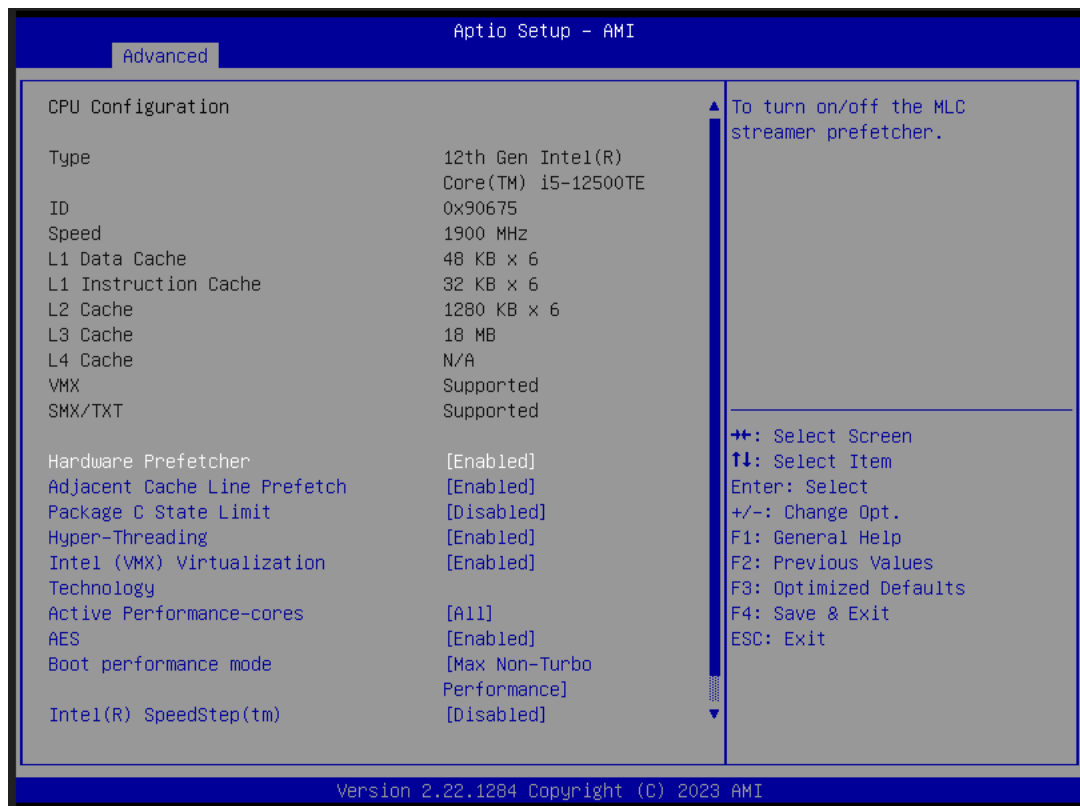 Aptio Setup - AMI
Advanced
CPU Configuration
Type 12th Gen Intel(R)
Core(TM) i5-12500TE
ID 0x90675
Speed 1900 MHz
L1 Data Cache 48 KB x 6
L1 Instruction Cache 32 KB x 6
L2 Cache 1280 KB x 6
L3 Cache 18 MB
L4 Cache N/A
VMX Supported
SMX/TXT Supported
Hardware Prefetcher [Enabled]
Adjacent Cache Line Prefetch [Enabled]
Package C State Limit [Disabled]
Hyper-Threading [Enabled]
Intel (VMX) Virtualization [Enabled]
Technology
Active Performance-cores [All]
AES [Enabled]
Boot performance mode [Max Non-Turbo
Performance]
Intel(R) SpeedStep(tm) [Disabled]
To turn on/off the MLC
streamer prefetcher.
→←: Select Screen
↑↓: Select Item
Enter: Select
+/-: Change Opt.
F1: General Help
F2: Previous Values
F3: Optimized Defaults
F4: Save & Exit
ESC: Exit
Version 2.22.1284 Copyright (C) 2023 AMI